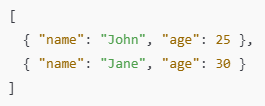 [
  { "name": "John", "age": 25 },
  { "name": "Jane", "age": 30 }
]